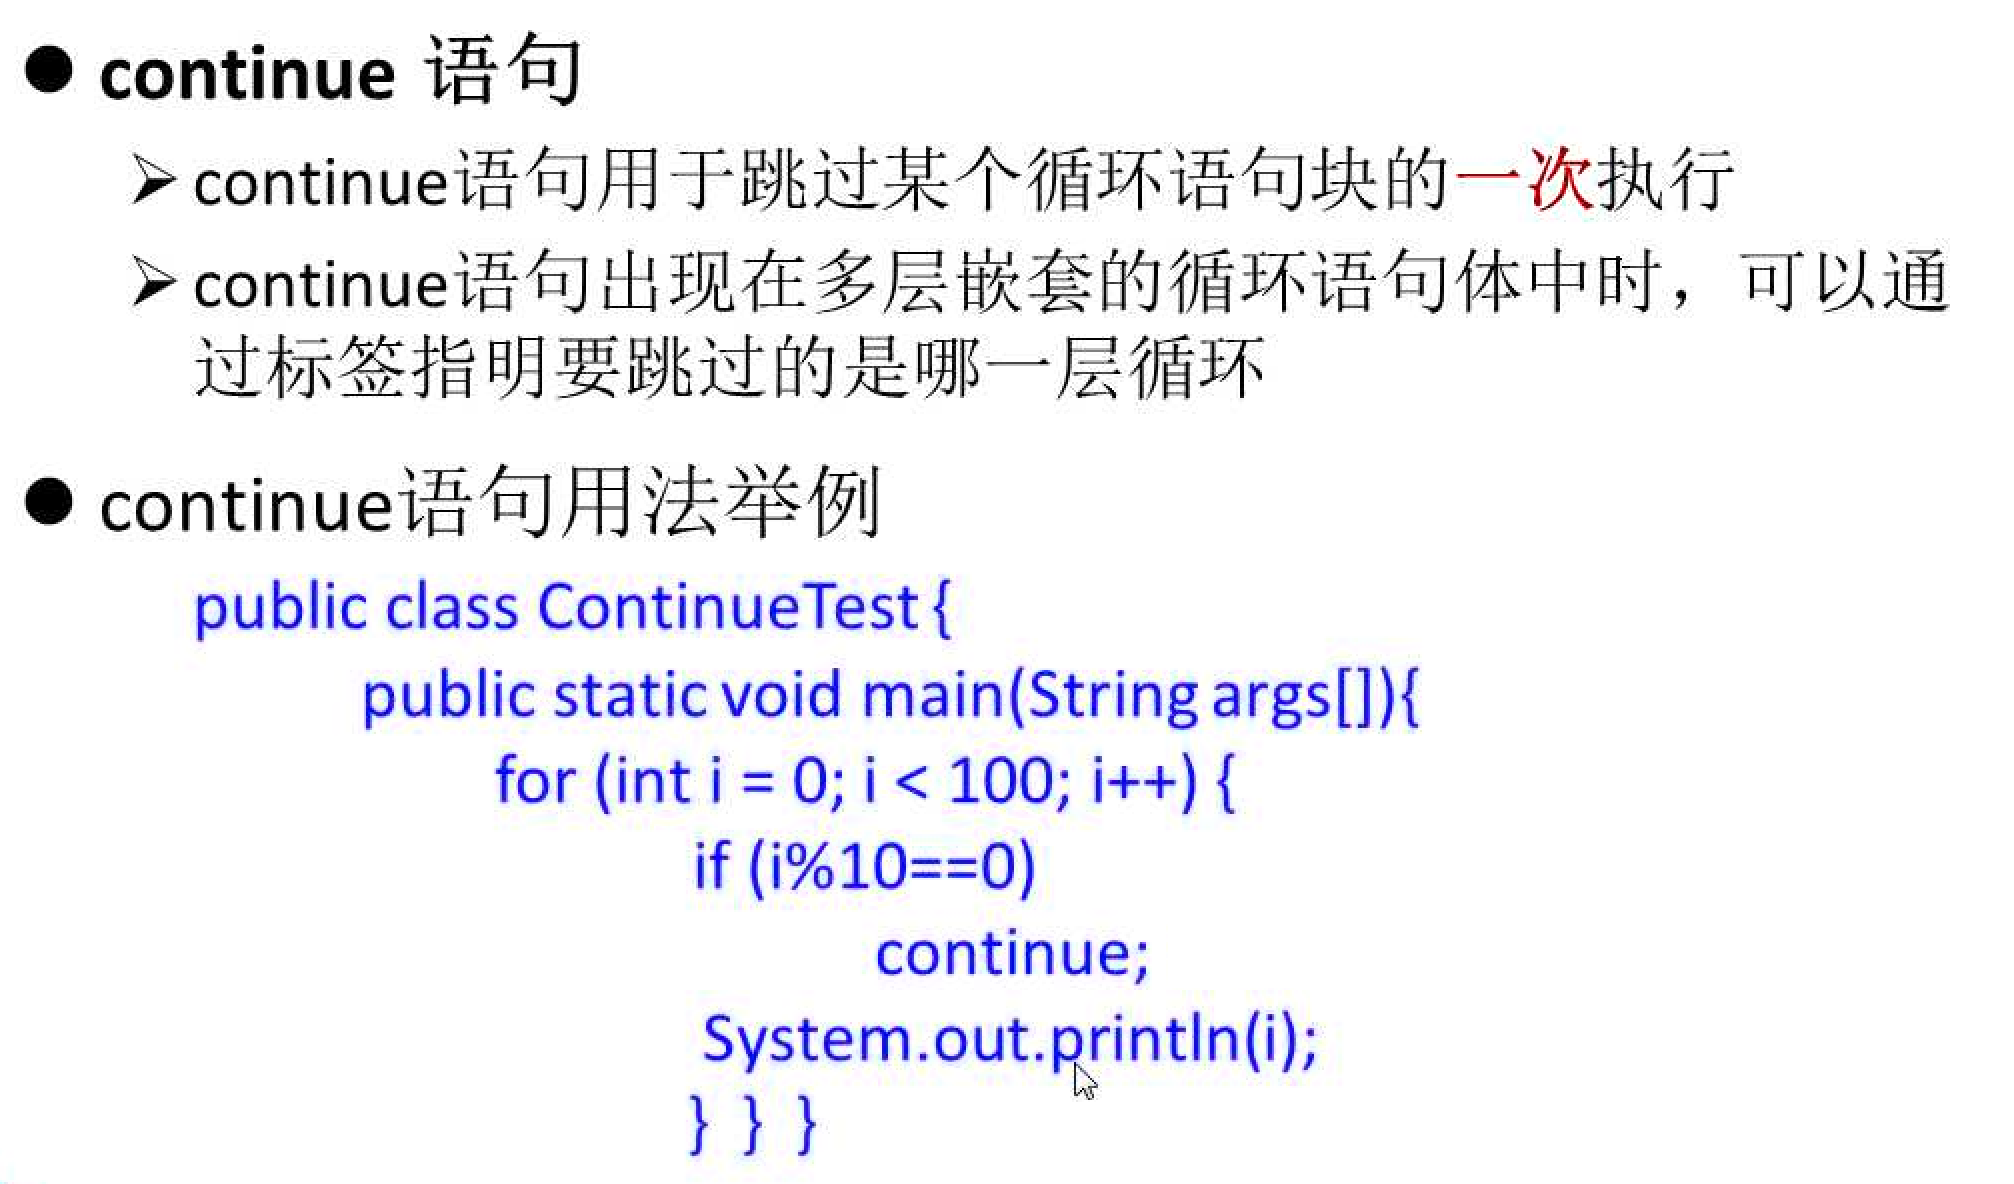 ● continue 语句
➢ continue语句用于跳过某个循环语句块的一次执行
➢ continue语句出现在多层嵌套的循环语句体中时，可以通
过标签指明要跳过的是哪一层循环
● continue语句用法举例
public class ContinueTest {
public static void main(String args[]){
for (int i = 0; i < 100; i++) {
if (i%10==0)
continue;
System.out.println(i);
} } }